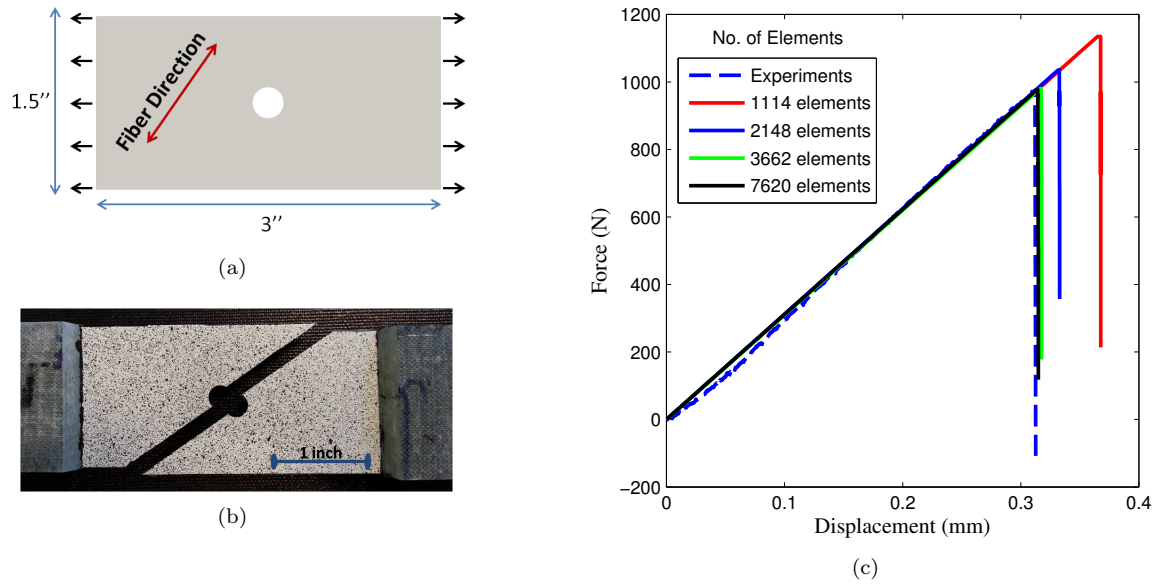 1.5’’
Fiber Direction
3’’
(a)
1 inch
(b)
1200
1000
800
600
400
200
0
−200
Force (N)
No. of Elements
Experiments
1114 elements
2148 elements
3662 elements
7620 elements
0 0.1 0.2 0.3 0.4
Displacement (mm)
(c)